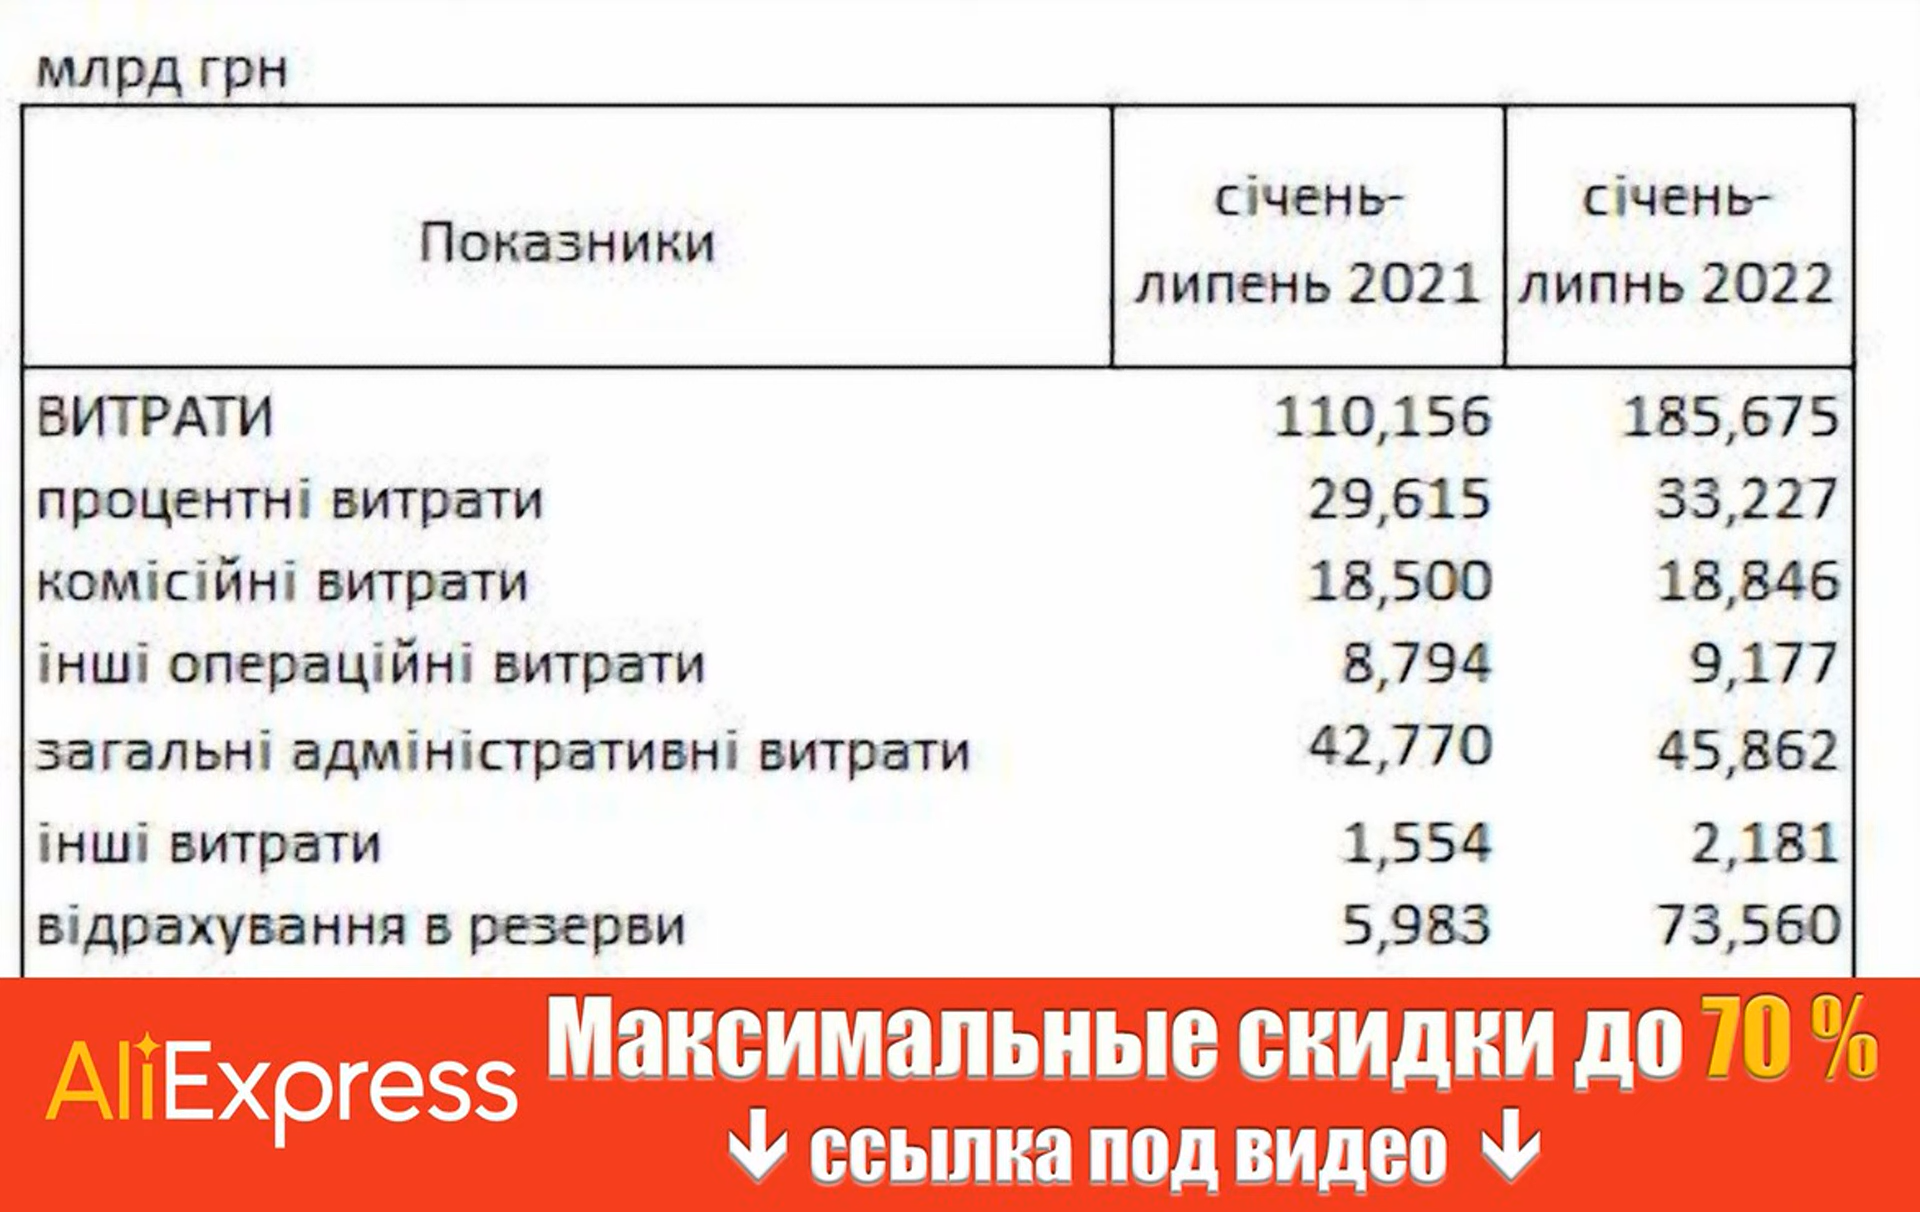 млрд грн
Показники
січень-
липень 2021
січень-
липнь 2022
ВИТРАТИ 110,156 185,675
процентні витрати 29,615 33,227
комісійні витрати 18,500 18,846
інші операційні витрати 8,794 9,177
загальні адміністративні витрати 42,770 45,862
інші витрати 1,554 2,181
відрахування в резерви 5,983 73,560
AliExpress
Максимальные скидки до 70 %
↓ ссылка под видео ↓